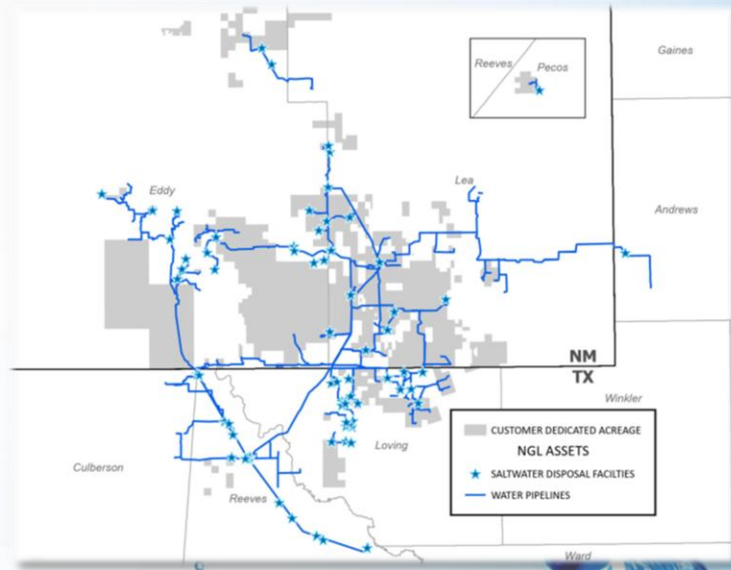 Gaines
Reeves
Pecos
Eddy
Lea
Andrews
NM
TX
Winkler
CUSTOMER DEDICATED ACREAGE
NGL ASSETS
SALTWATER DISPOSAL FACILTIES
WATER PIPELINES
Loving
Culberson
Reeves
Ward